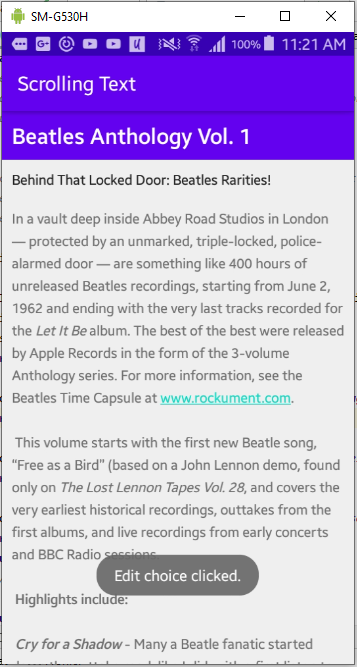 SM-G530H
100% 11:21 AM
Scrolling Text
Beatles Anthology Vol. 1
Behind That Locked Door: Beatles Rarities!
In a vault deep inside Abbey Road Studios in London
— protected by an unmarked, triple-locked, police-
alarmed door — are something like 400 hours of
unreleased Beatles recordings, starting from June 2,
1962 and ending with the very last tracks recorded for
the Let It Be album. The best of the best were released
by Apple Records in the form of the 3-volume
Anthology series. For more information, see the
Beatles Time Capsule at www.rockument.com.
This volume starts with the first new Beatle song,
“Free as a Bird” (based on a John Lennon demo, found
only on The Lost Lennon Tapes Vol. 28, and covers the
very earliest historical recordings, outtakes from the
first albums, and live recordings from early concerts
and BBC Radio sessions.
Edit choice clicked.
Highlights include:
Cry for a Shadow - Many a Beatle fanatic started